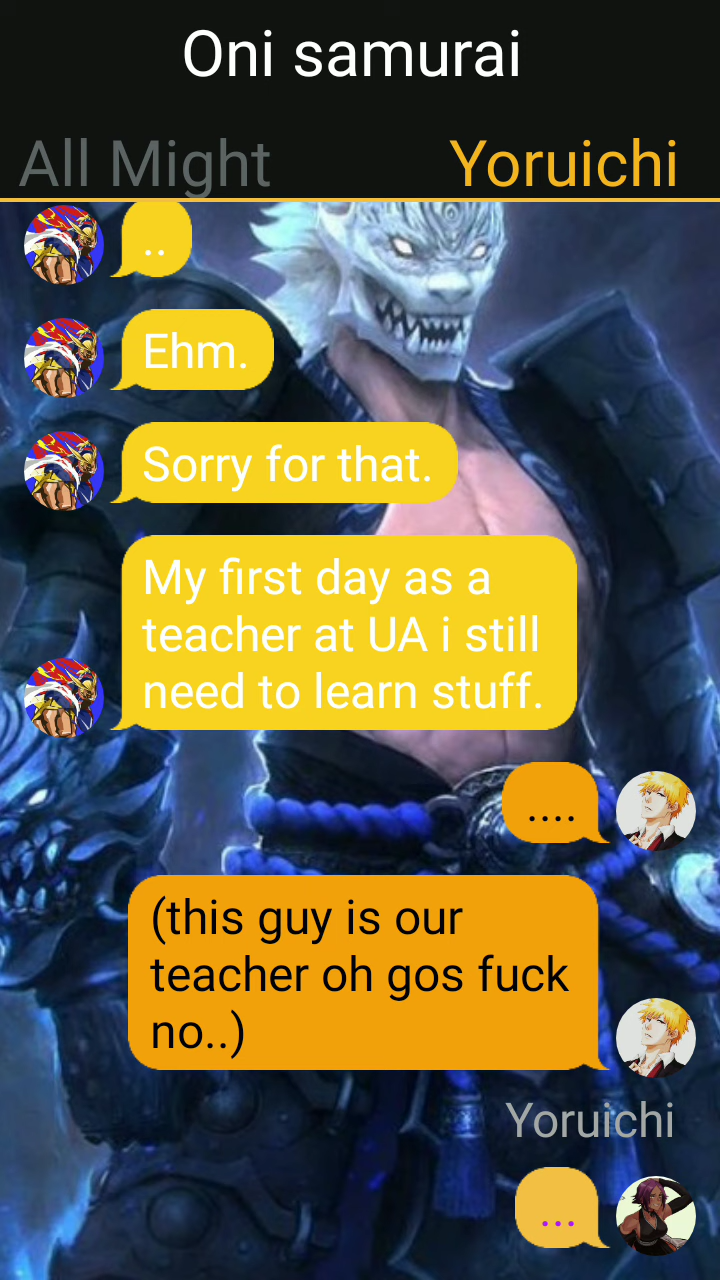 Oni samurai
All Might
Yoruichi
..
Ehm.
Sorry for that.
My first day as a
teacher at UA i still
need to learn stuff.
....
(this guy is our
teacher oh gos fuck
no..)
Yoruichi
...